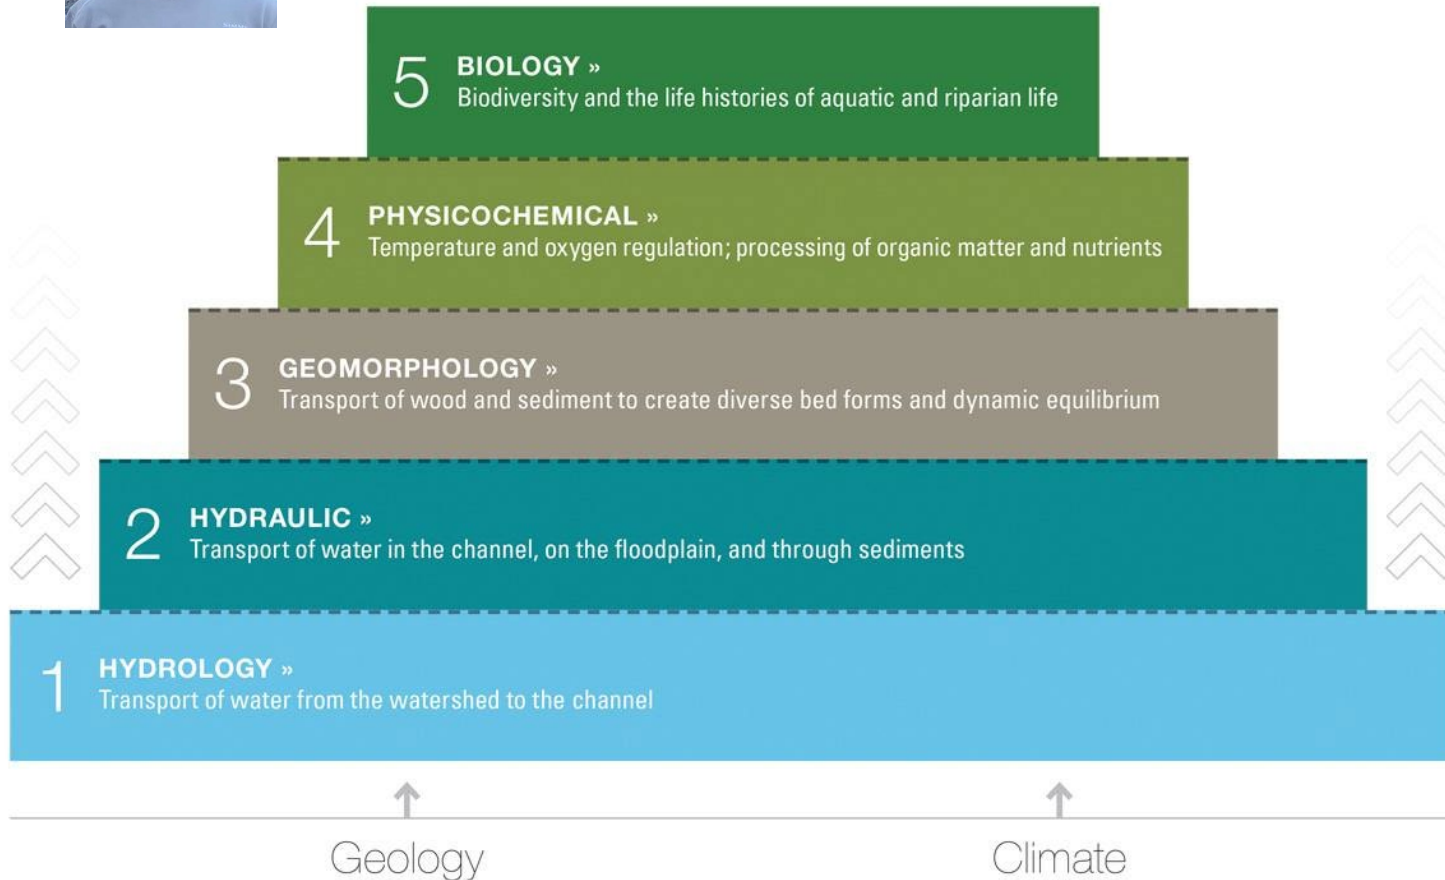 5
BIOLOGY »
Biodiversity and the life histories of aquatic and riparian life
4
PHYSICOCHEMICAL »
Temperature and oxygen regulation; processing of organic matter and nutrients
3
GEOMORPHOLOGY »
Transport of wood and sediment to create diverse bed forms and dynamic equilibrium
2
HYDRAULIC »
Transport of water in the channel, on the floodplain, and through sediments
1
HYDROLOGY »
Transport of water from the watershed to the channel
Geology
Climate